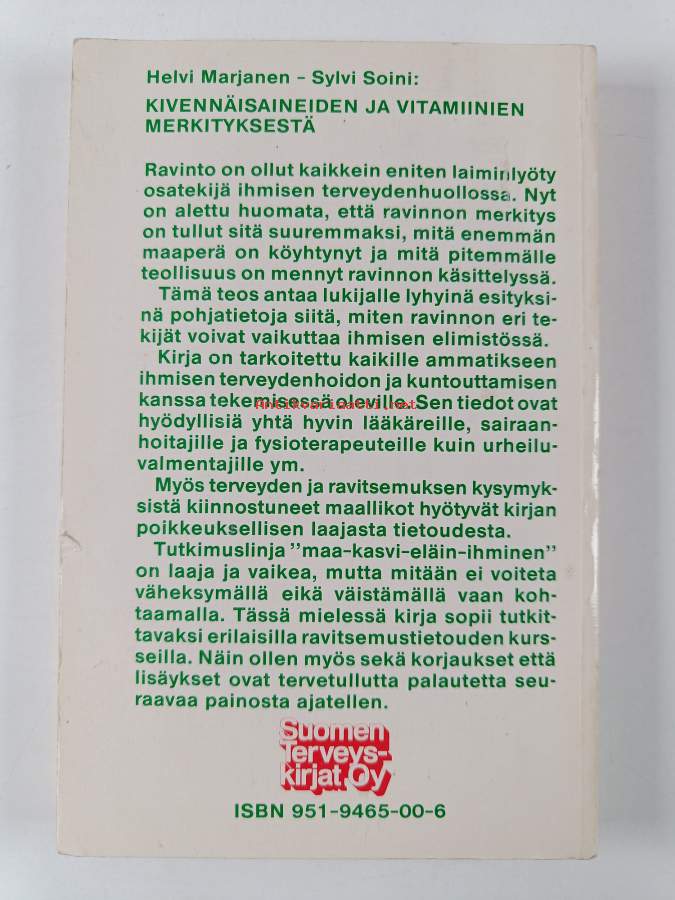 Helvi Marjanen - Sylvi Soini:
KIVENNÄISAINEIDEN JA VITAMIINIEN
MERKITYKSESTÄ
Ravinto on ollut kaikkein eniten laiminlyöty
osatekijä ihmisen terveydenhuollossa. Nyt
on alettu huomata, että ravinnon merkitys
on tullut sitä suuremmaksi, mitä enemmän
maaperä on köyhtynyt ja mitä pitemmälle
teollisuus on mennyt ravinnon käsittelyssä.
Tämä teos antaa lukijalle lyhyinä esityksi-
nä pohjatietoja siitä, miten ravinnon eri te-
kijät voivat vaikuttaa ihmisen elimistössä.
Kirja on tarkoitettu kaikille ammatikseen
ihmisen terveydenhoidon ja kuntouttamisen
kanssa tekemisessä oleville. Sen tiedot ovat
Antikvariaatti.net
hyödyllisiä yhtä hyvin lääkäreille, sairaan-
hoitajille ja fysioterapeuteille kuin urheilu-
valmentajille ym.
Myös terveyden ja ravitsemuksen kysymyk-
sistä kiinnostuneet maallikot hyötyvät kirjan
poikkeuksellisen laajasta tietoudesta.
Tutkimuslinja "maa-kasvi-eläin-ihminen"
on laaja ja vaikea, mutta mitään ei voiteta
väheksymällä eikä väistämällä vaan koh-
taamalla. Tässä mielessä kirja sopii tutkit-
tavaksi erilaisilla ravitsemustietouden kurs-
seilla. Näin ollen myös sekä korjaukset että
lisäykset ovat tervetullutta palautetta seu-
raavaa painosta ajatellen.
Suomen
Terveys-
kirjat Oy
ISBN 951-9465-00-6